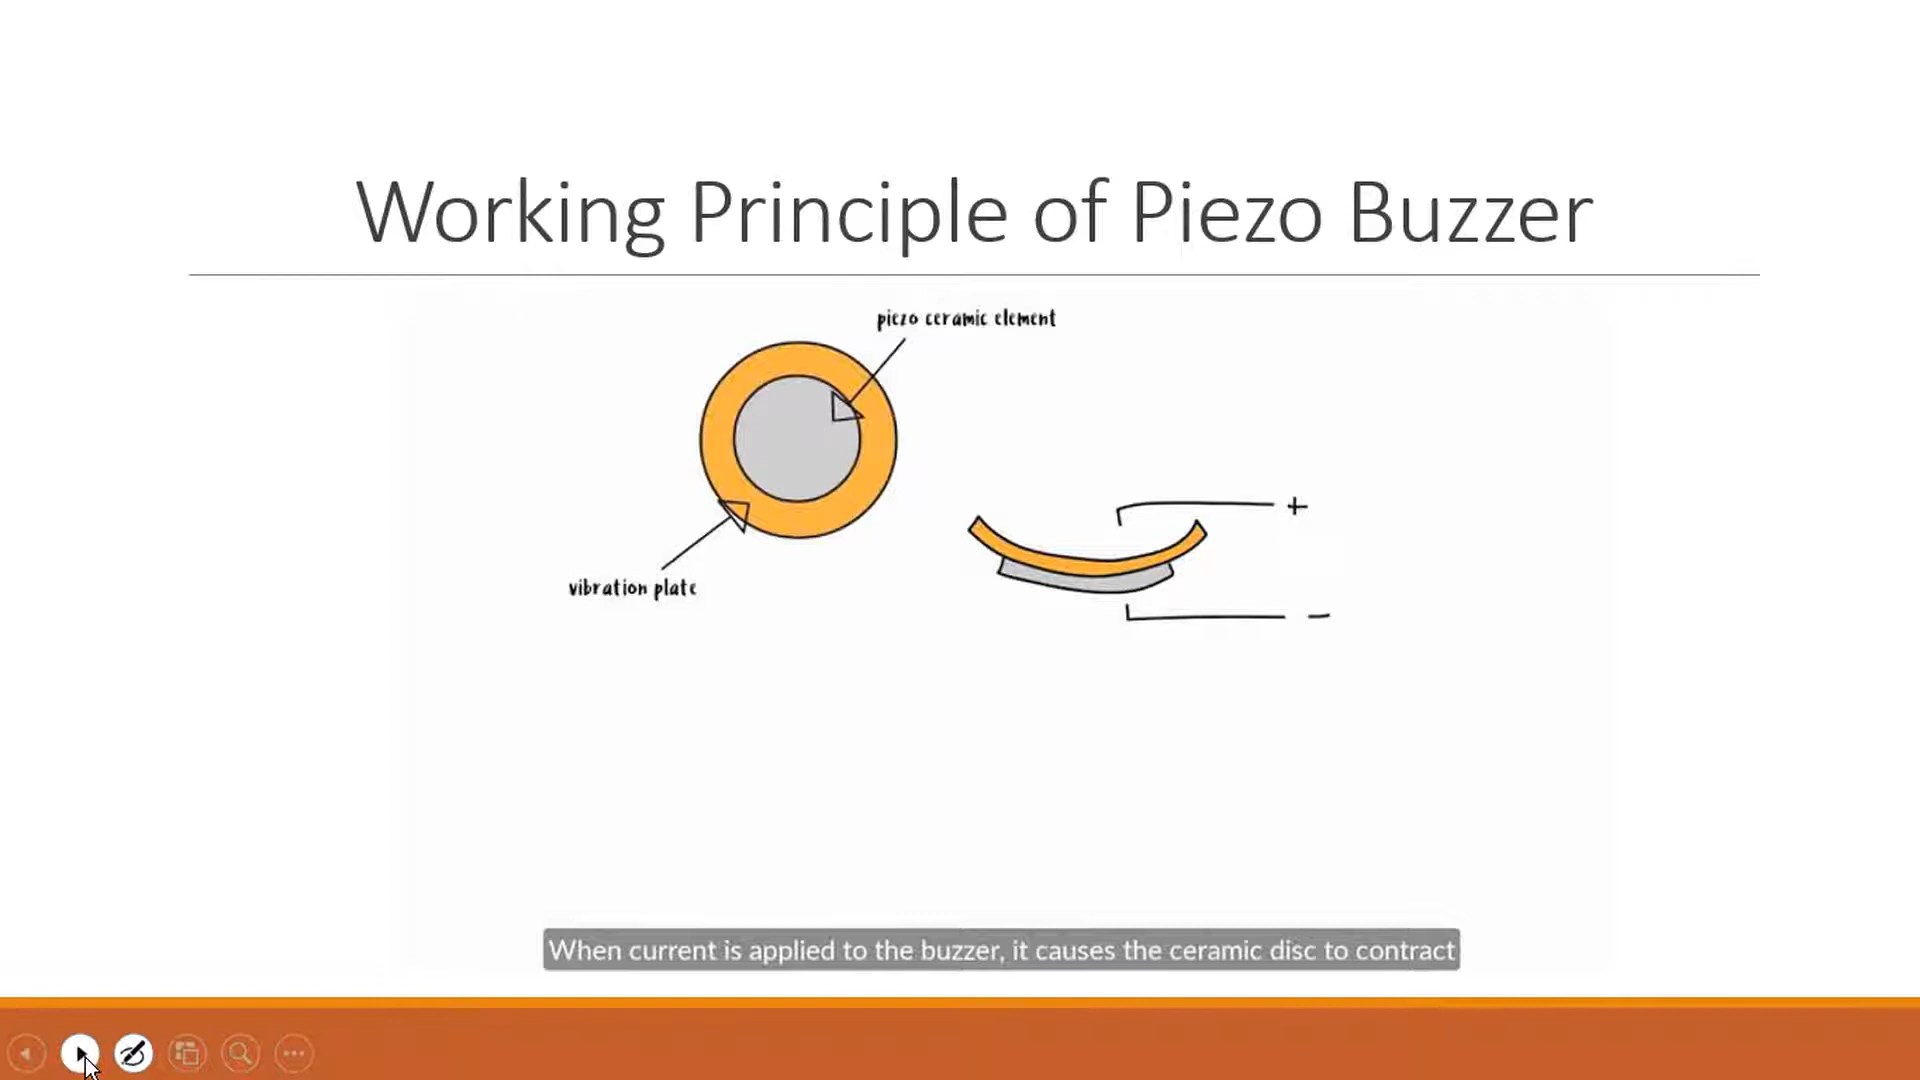 Working Principle of Piezo Buzzer
piezo ceramic element
+
vibration plate
-
When current is applied to the buzzer, it causes the ceramic disc to contract